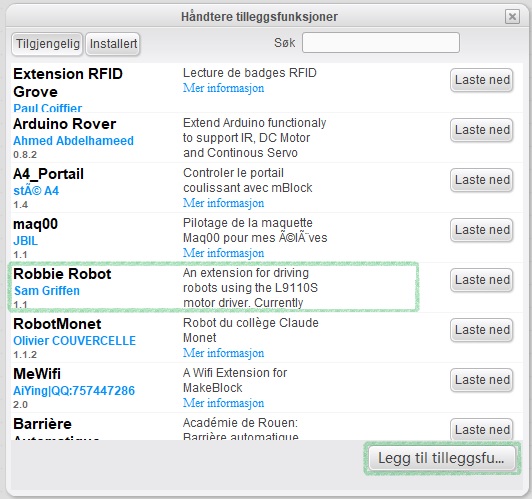 Håndtere tilleggsfunksjoner
Tilgjengelig
Installert
Søk
Extension RFID
Grove
Paul Coiffier
Lecture de badges RFID
Mer informasjon
Laste ned
Arduino Rover
Ahmed Abdelhameed
0.8.2
Extend Arduino functionaly
to support IR, DC Motor
and Continous Servo
Laste ned
A4_Portail
stÃ© A4
1.4
Controler le portail
coulissant avec mBlock
Mer informasjon
Laste ned
maq00
JBIL
1.1
Pilotage de la maquette
Maq00 pour mes Ã©lÃ¨ves
Mer informasjon
Laste ned
Robbie Robot
Sam Griffen
1.1
An extension for driving
robots using the L9110S
motor driver. Currently
Laste ned
RobotMonet
Olivier COUVERCELLE
1.1.2
Robot du collège Claude
Monet
Mer informasjon
Laste ned
MeWifi
AiYing|QQ:757447286
2.0
A Wifi Extension for
MakeBlock
Mer informasjon
Laste ned
Barrière
Automatique
Académie de Rouen:
Barrière automatique
Laste ned
Legg til tilleggsfu...